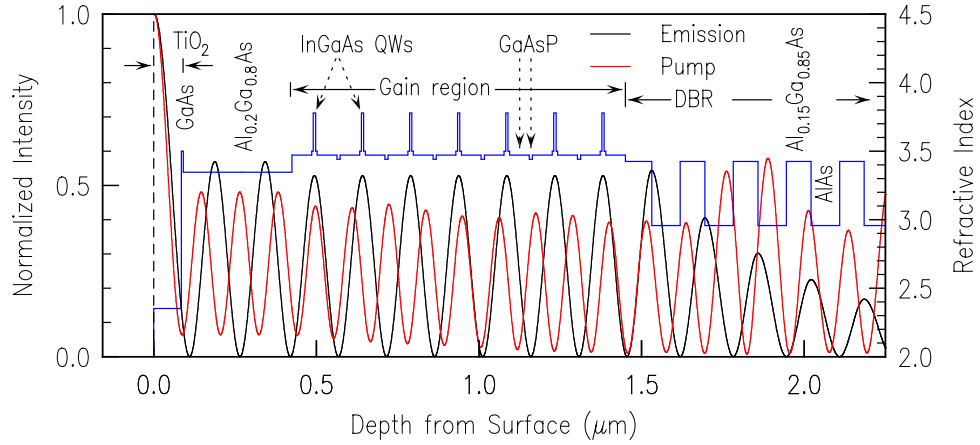 1.0
4.5
TiO2
InGaAs QWs
GaAsP
Emission
Pump
4.0
GaAs
Al0.2Ga0.8As
Gain region
DBR
Al0.15Ga0.85As
3.5
Normalized Intensity
0.5
AlAs
3.0
Refractive Index
2.5
0.0
2.0
0.0 0.5 1.0 1.5 2.0
Depth from Surface (μm)